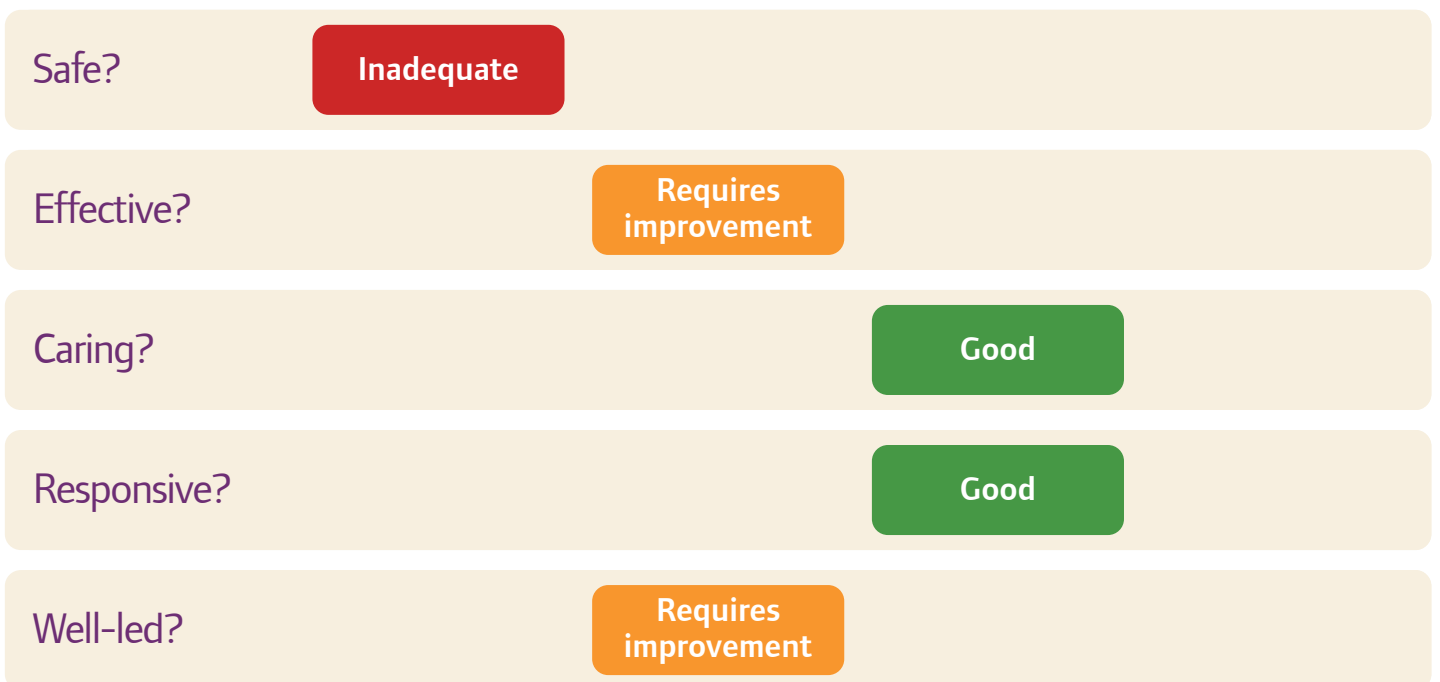 Safe?
Inadequate
Effective?
Requires
improvement
Caring?
Good
Responsive?
Good
Well-led?
Requires
improvement